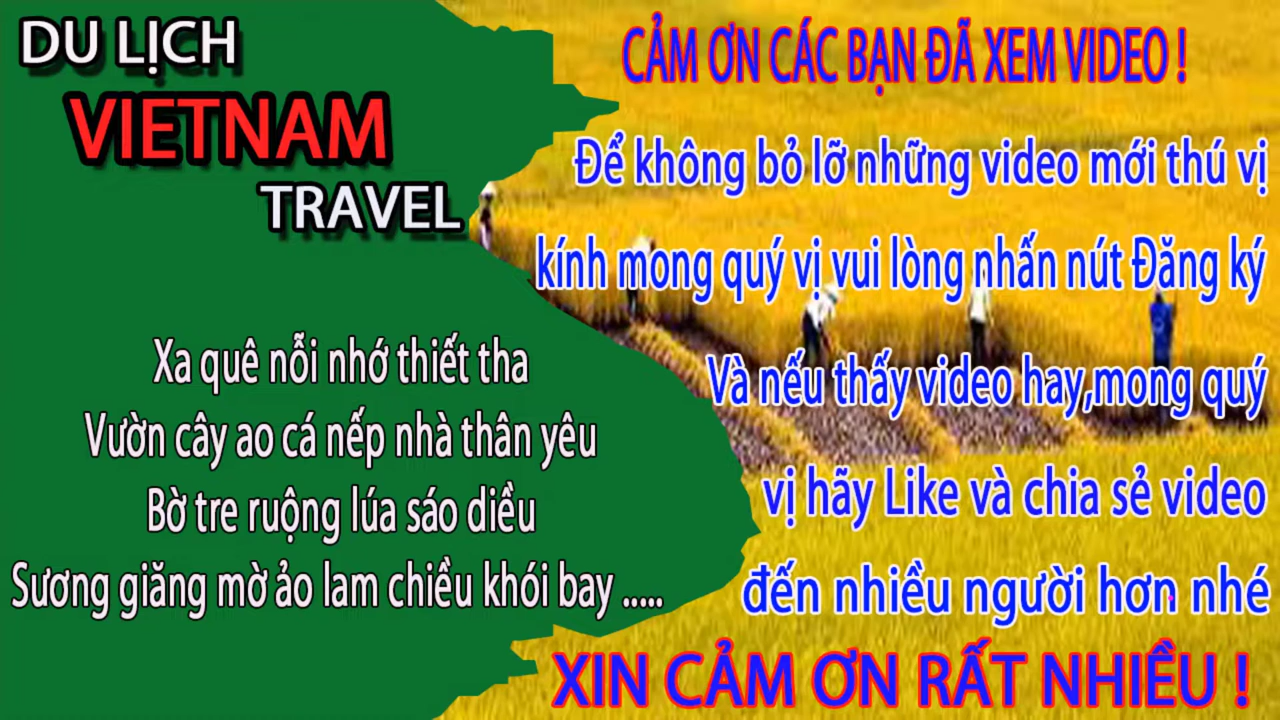 DU LỊCH
VIETNAM
TRAVEL
Xa quê nỗi nhớ thiết tha
Vườn cây ao cá nếp nhà thân yêu
Bờ tre ruộng lúa sáo diều
Sương giăng mờ ảo lam chiều khói bay .....
CẢM ƠN CÁC BẠN ĐÃ XEM VIDEO !
Để không bỏ lỡ những video mới thú vị
kính mong quý vị vui lòng nhấn nút Đăng ký
Và nếu thấy video hay,mong quý
vị hãy Like và chia sẻ video
đến nhiều người hơn nhé
XIN CẢM ƠN RẤT NHIỀU !